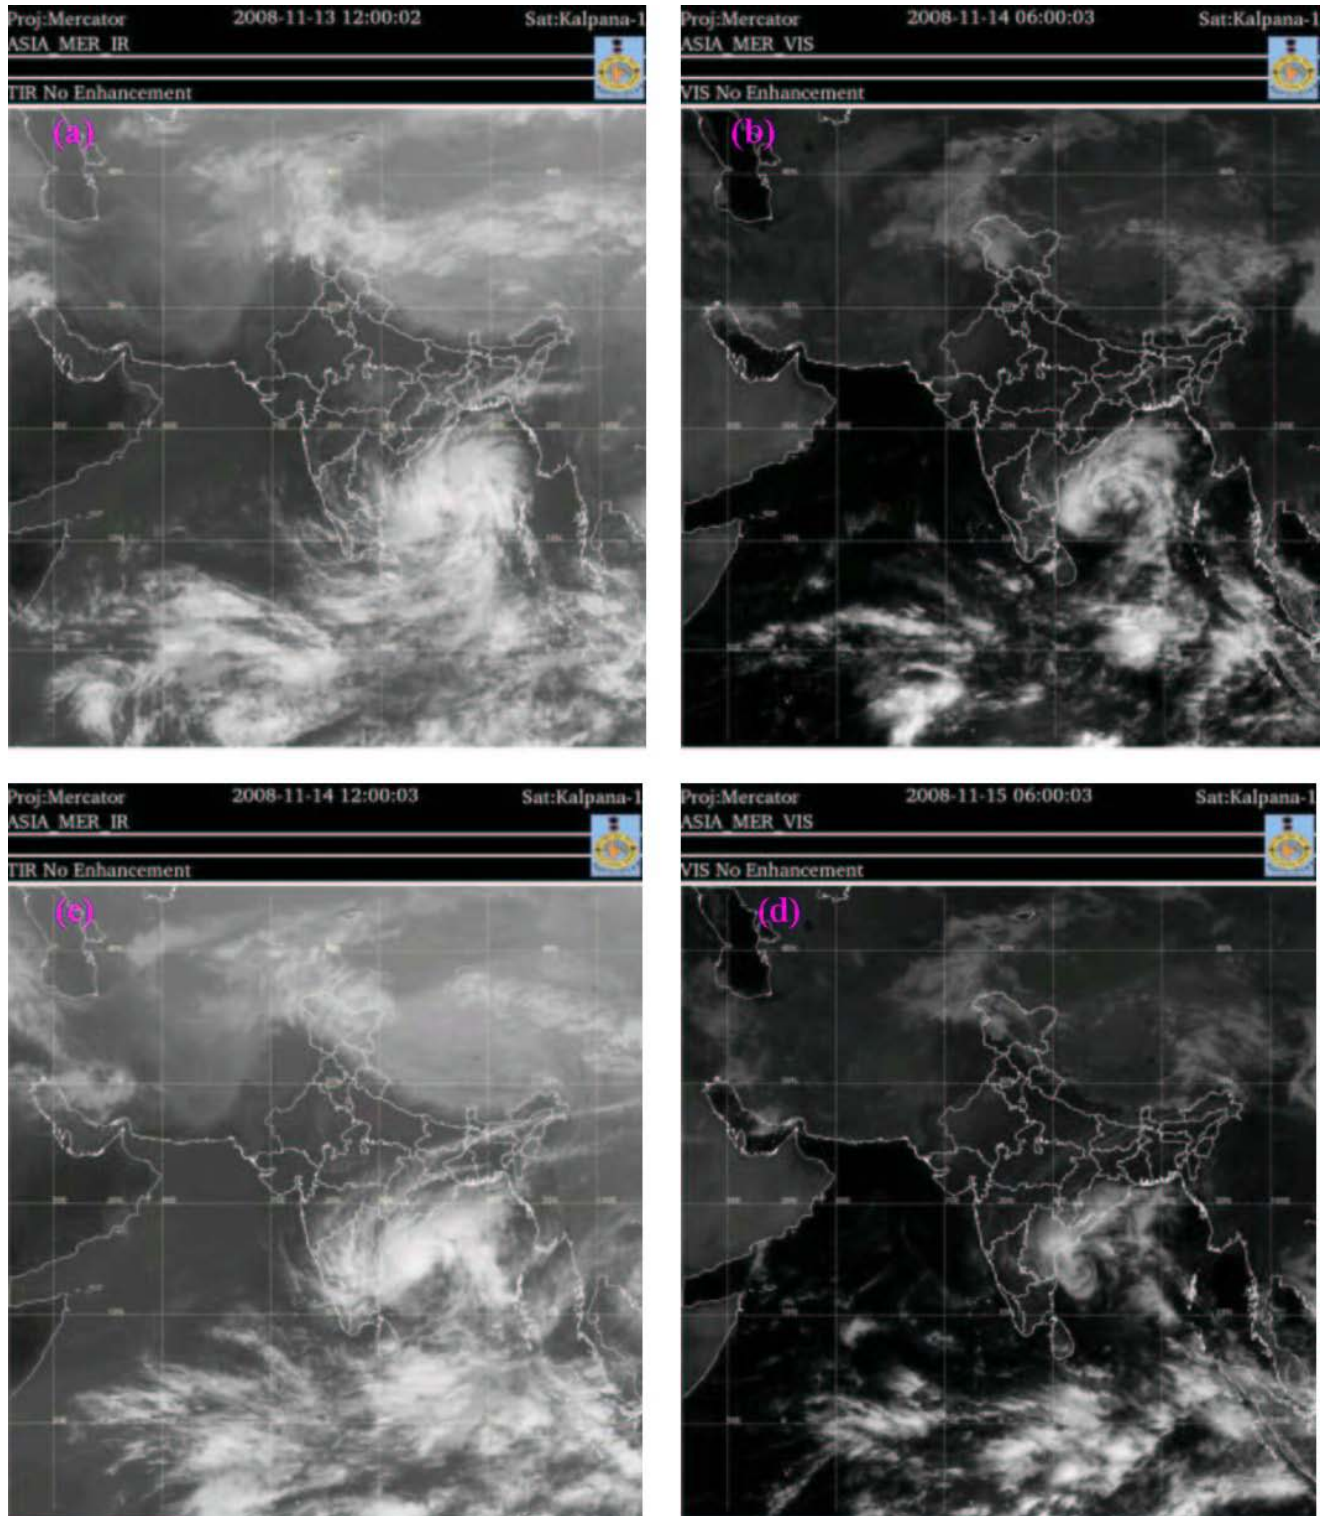 Proj:Mercator 2008-11-13 12:00:02 Sat:Kalpana-1
ASIA_MER_IR
TIR No Enhancement
(a)
Proj:Mercator 2008-11-14 06:00:03 Sat:Kalpana-1
ASIA_MER_VIS
VIS No Enhancement
(b)
Proj:Mercator 2008-11-14 12:00:03 Sat:Kalpana-1
ASIA_MER_IR
TIR No Enhancement
(c)
Proj:Mercator 2008-11-15 06:00:03 Sat:Kalpana-1
ASIA_MER_VIS
VIS No Enhancement
(d)